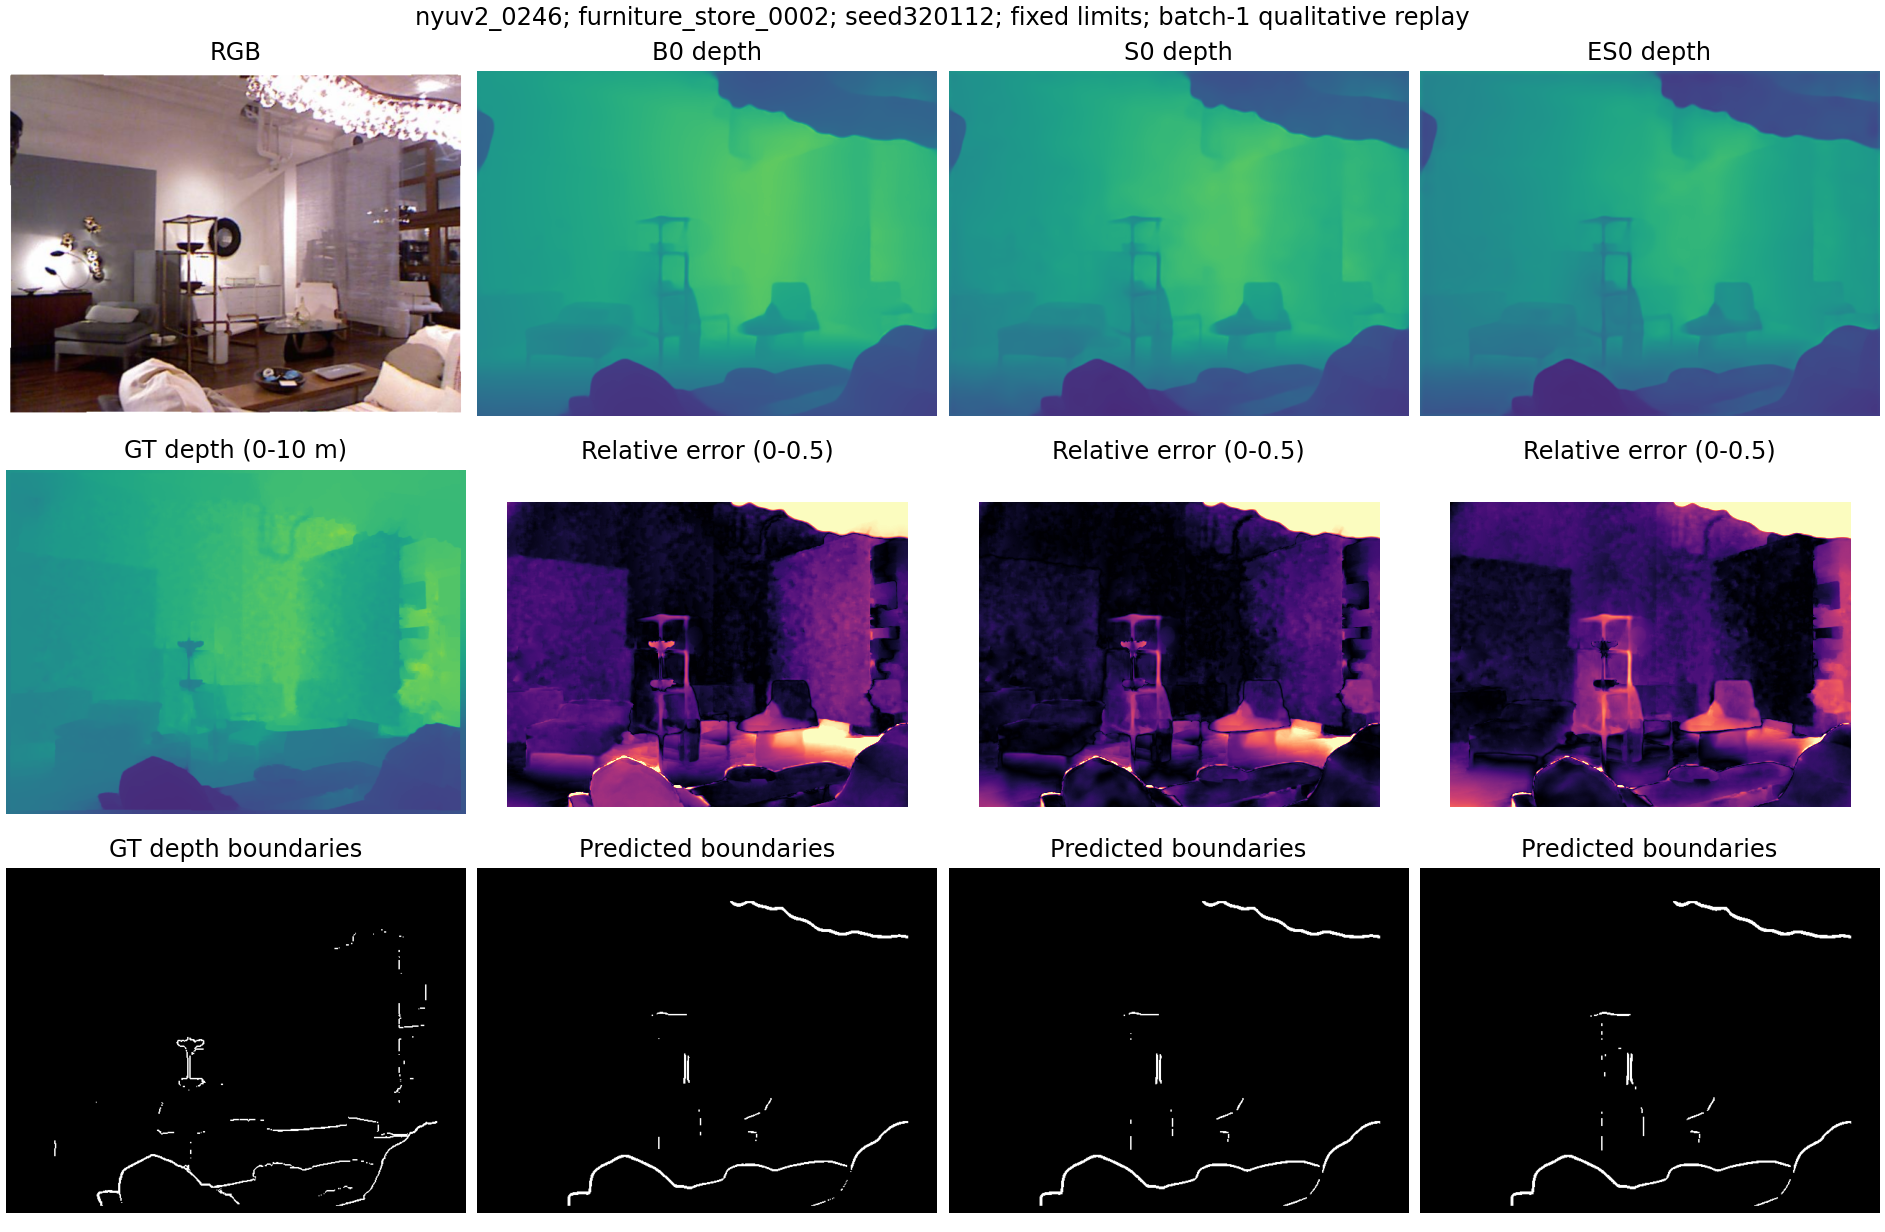 nyuv2_0246; furniture_store_0002; seed320112; fixed limits; batch-1 qualitative replay
RGB
B0 depth
S0 depth
ES0 depth
GT depth (0-10 m)
Relative error (0-0.5)
Relative error (0-0.5)
Relative error (0-0.5)
GT depth boundaries
Predicted boundaries
Predicted boundaries
Predicted boundaries